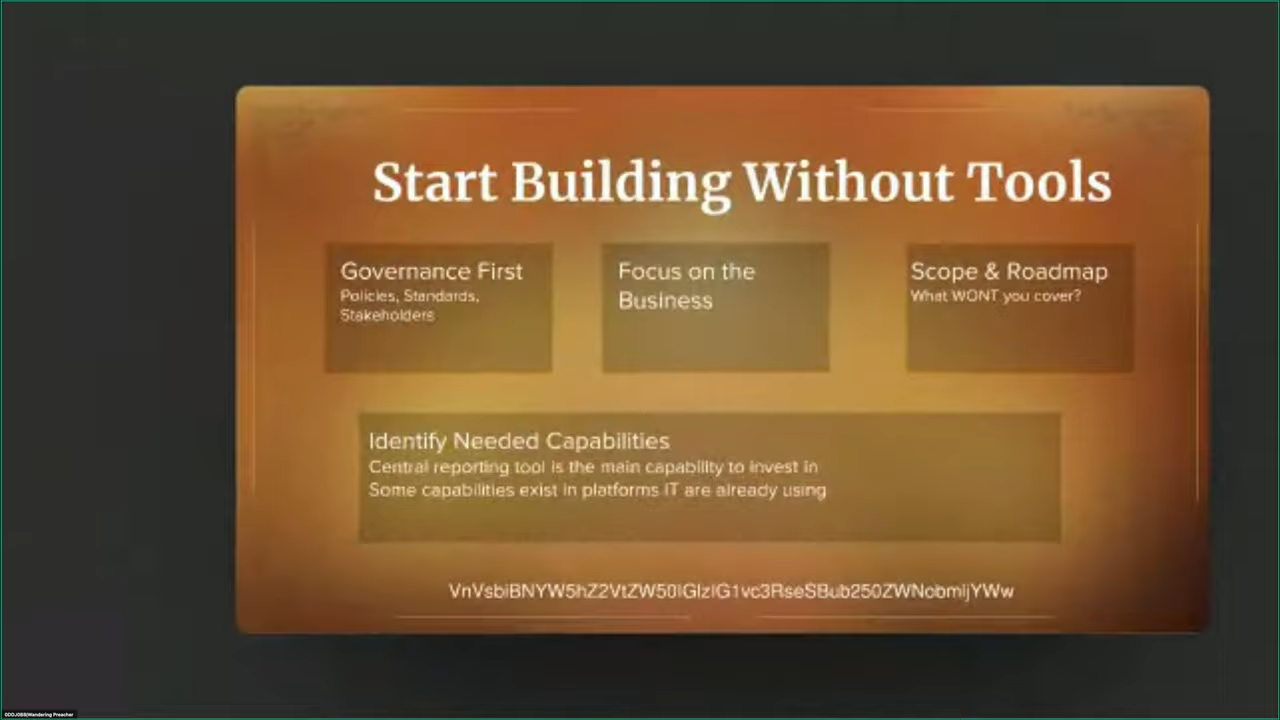 Start Building Without Tools
Governance First
Policies, Standards,
Stakeholders
Focus on the
Business
Scope & Roadmap
What WONT you cover?
Identify Needed Capabilities
Central reporting tool is the main capability to invest in
Some capabilities exist in platforms IT are already using
VnVsbiBNYW5hZ2VtZW50IGlzIG1vc3RseSBub250ZWNobmljYWw